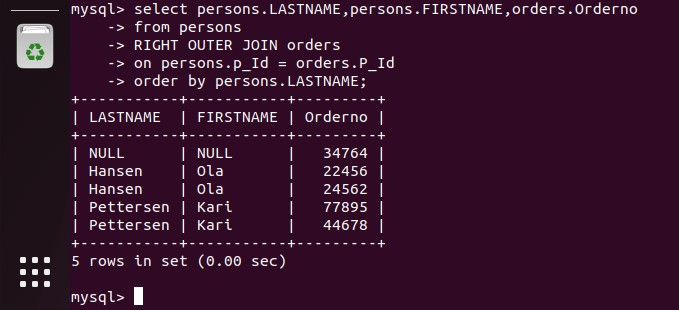 mysql> select persons.LASTNAME,persons.FIRSTNAME,orders.Orderno
    -> from persons
    -> RIGHT OUTER JOIN orders
    -> on persons.p_Id = orders.P_Id
    -> order by persons.LASTNAME;
+-----------+-----------+---------+
| LASTNAME  | FIRSTNAME | Orderno |
+-----------+-----------+---------+
| NULL      | NULL      |   34764 |
| Hansen    | Ola       |   22456 |
| Hansen    | Ola       |   24562 |
| Pettersen | Kari      |   77895 |
| Pettersen | Kari      |   44678 |
+-----------+-----------+---------+
5 rows in set (0.00 sec)
mysql>